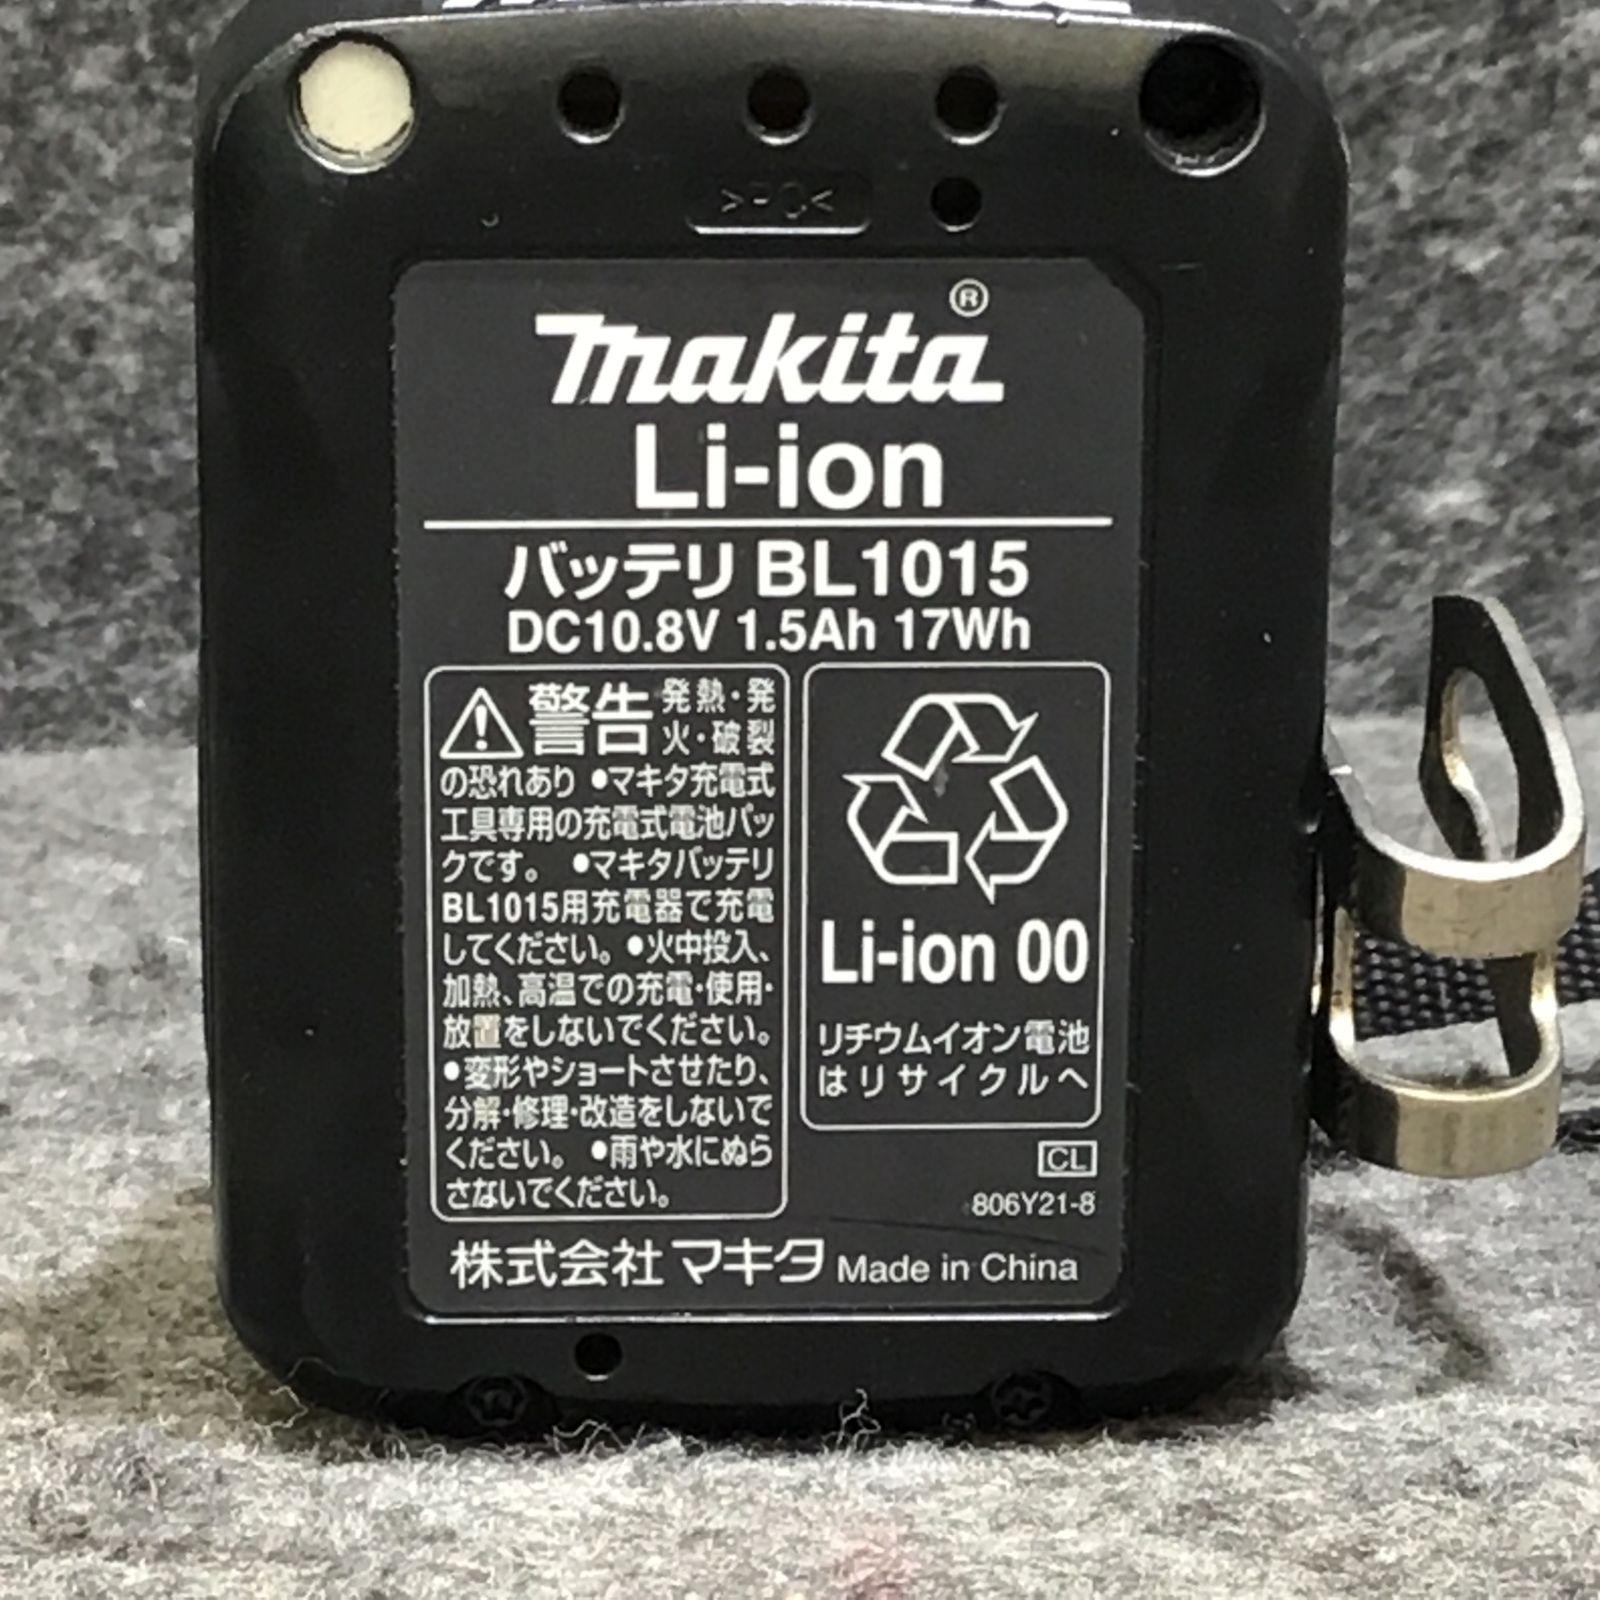 >PC<
makita®
Li-ion
バッテリ BL1015
DC10.8V 1.5Ah 17Wh
警告 発熱・発
火・破裂
の恐れあり ●マキタ充電式
工具専用の充電式電池パッ
クです。 ●マキタバッテリ
BL1015用充電器で充電
してください。●火中投入、
加熱、高温での充電・使用・
放置をしないでください。
●変形やショートさせたり、
分解・修理・改造をしないで
ください。 ●雨や水にぬら
さないでください。
Li-ion 00
リチウムイオン電池
はリサイクルへ
CL
806Y21-8
株式会社マキタ Made in China